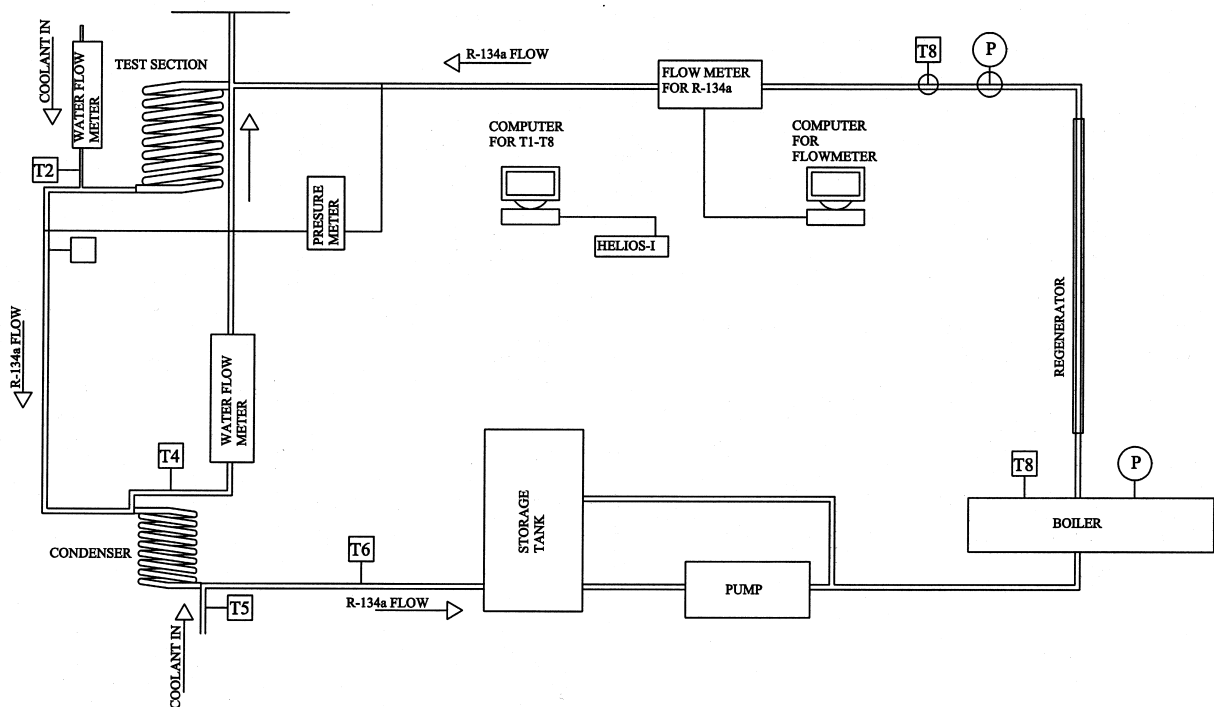 COOLANT IN
WATER FLOW
METER
TEST SECTION
T2
R-134a FLOW
FLOW METER
FOR R-134a
T8
P
COMPUTER
FOR T1-T8
COMPUTER
FOR
FLOWMETER
HELIOS-I
PRESURE
METER
REGENERATOR
R-134a FLOW
WATER FLOW
METER
T4
STORAGE
TANK
T8
P
BOILER
CONDENSER
T6
PUMP
R-134a FLOW
T5
COOLANT IN